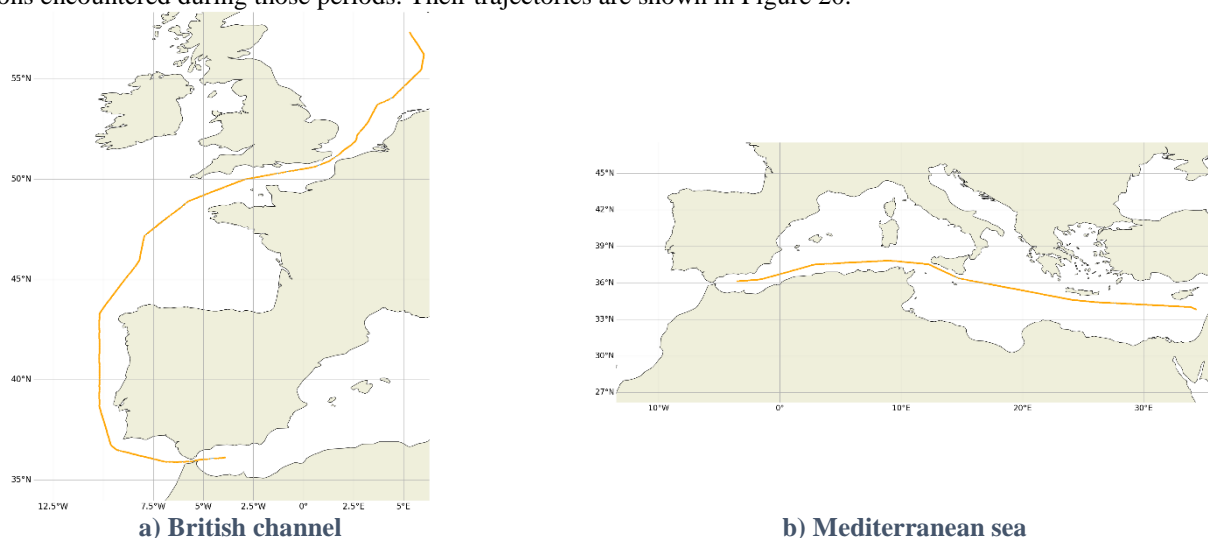 ons encountered during those periods. Their trajectories are shown in Figure 20.
55°N
50°N
45°N
40°N
35°N
12.5°W 7.5°W 5°W 2.5°W 0° 2.5°E 5°E
a) British channel
45°N
42°N
39°N
36°N
33°N
30°N
27°N
10°W 0° 10°E 20°E 30°E
b) Mediterranean sea